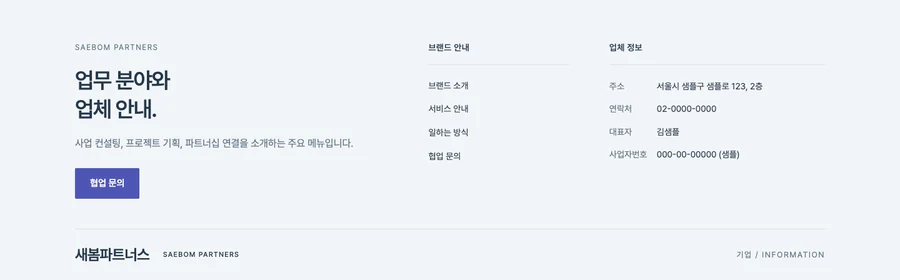 SAEBOM PARTNERS
업무 분야와
업체 안내.
사업 컨설팅, 프로젝트 기획, 파트너십 연결을 소개하는 주요 메뉴입니다.
협업 문의
브랜드 안내
브랜드 소개
서비스 안내
일하는 방식
협업 문의
업체 정보
주소 서울시 샘플구 샘플로 123, 2층
연락처 02-0000-0000
대표자 김샘플
사업자번호 000-00-00000 (샘플)
새봄파트너스 SAEBOM PARTNERS
기업 / INFORMATION